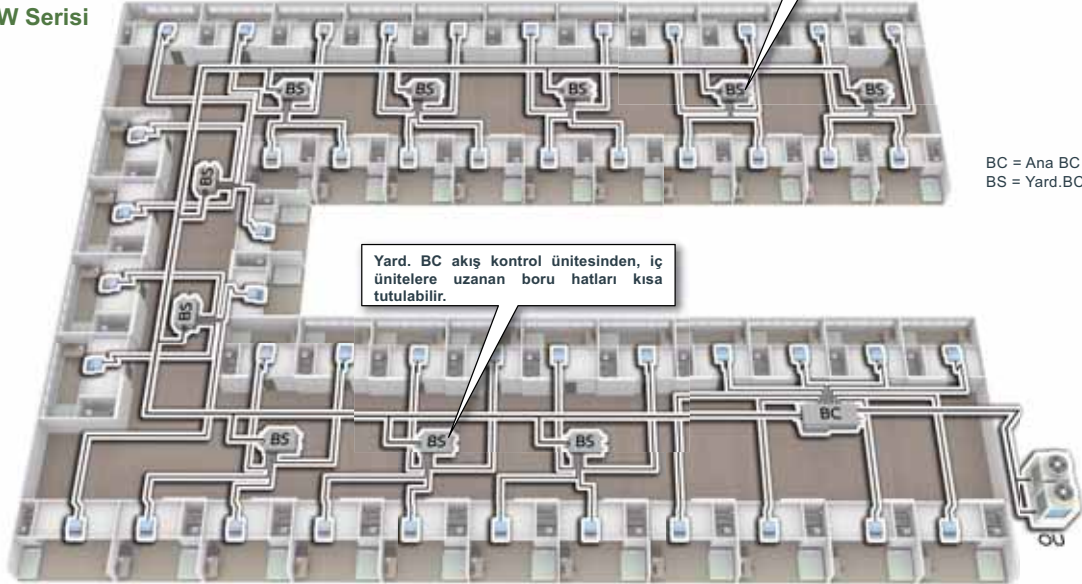 W Serisi
BS
BS
BS
BS
BS
BC = Ana BC
BS = Yard.BC
BS
Yard. BC akış kontrol ünitesinden, iç
ünitelere uzanan boru hatları kısa
tutulabilir.
BS
BC
BS
BS
BS
OU